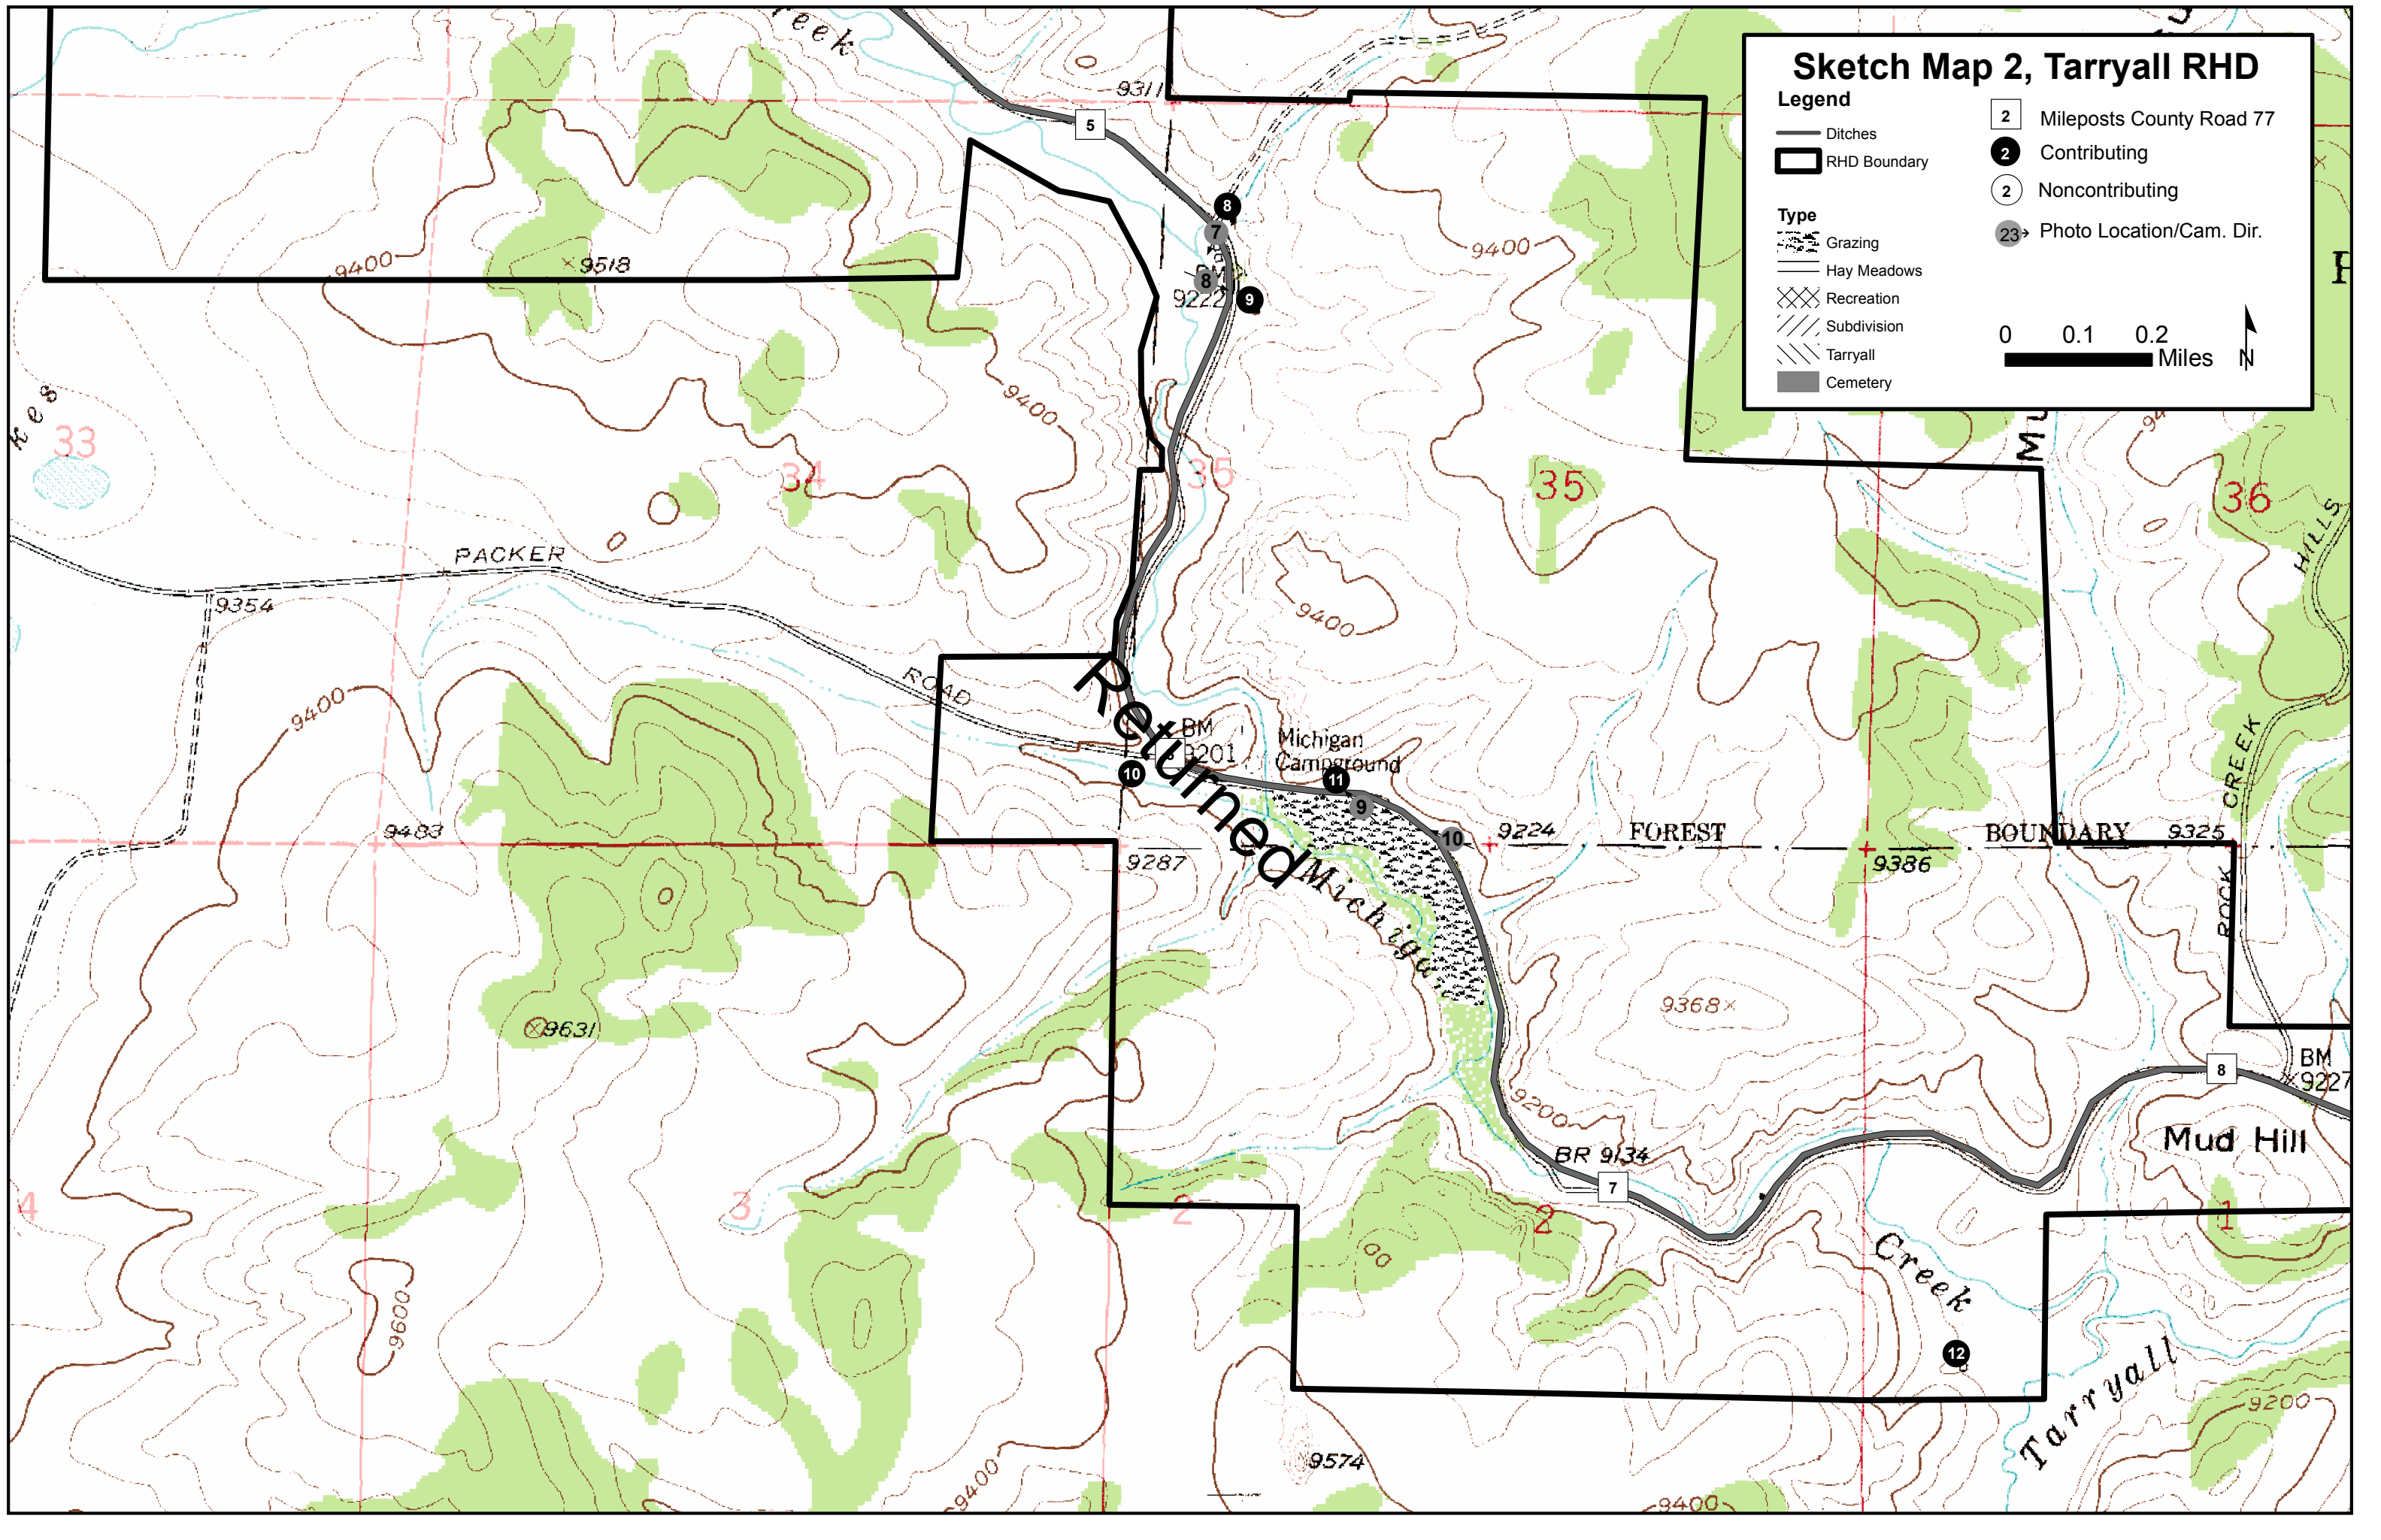 Sketch Map 2, Tarryall RHD
Legend
Ditches
RHD Boundary
Type
Grazing
Hay Meadows
Recreation
Subdivision
Tarryall
Cemetery
2 Mileposts County Road 77
2 Contributing
2 Noncontributing
23 Photo Location/Cam. Dir.
0 0.1 0.2
Miles
N
reek
9311
5
8
7
8
9222
9
9400
9518
9400
9400
kes
33
34
35
35
36
HILLS
PACKER
9354
ROAD
9400
9400
Returned
BM
9201
Michigan
Campground
10
11
9
10
9224
FOREST
BOUNDARY
9325
CREEK
ROCK
9483
9287
9386
Michiga
9631
9368
BM
9227
8
9200
BR 9134
7
Mud Hill
4
3
2
2
1
Creek
9600
12
Tarryall
9200
9574
9400
9400